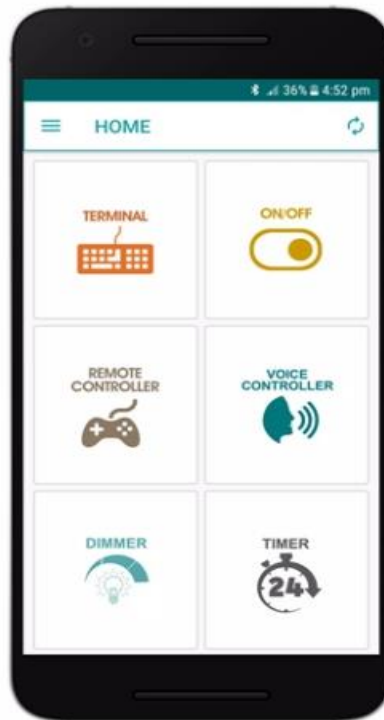 36% 4:52 pm
HOME
TERMINAL
ON/OFF
REMOTE
CONTROLLER
VOICE
CONTROLLER
DIMMER
TIMER
24